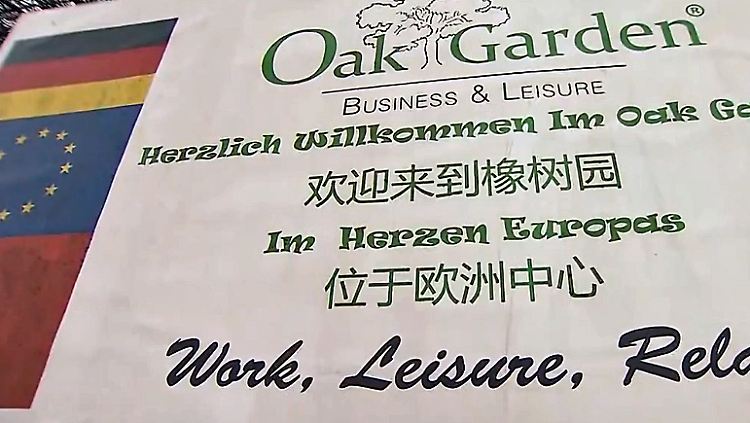 Oak Garden®
BUSINESS & LEISURE
Herzlich Willkommen Im Oak
欢迎来到橡树园
Im Herzen Europas
位于欧洲中心
Work, Leisure,